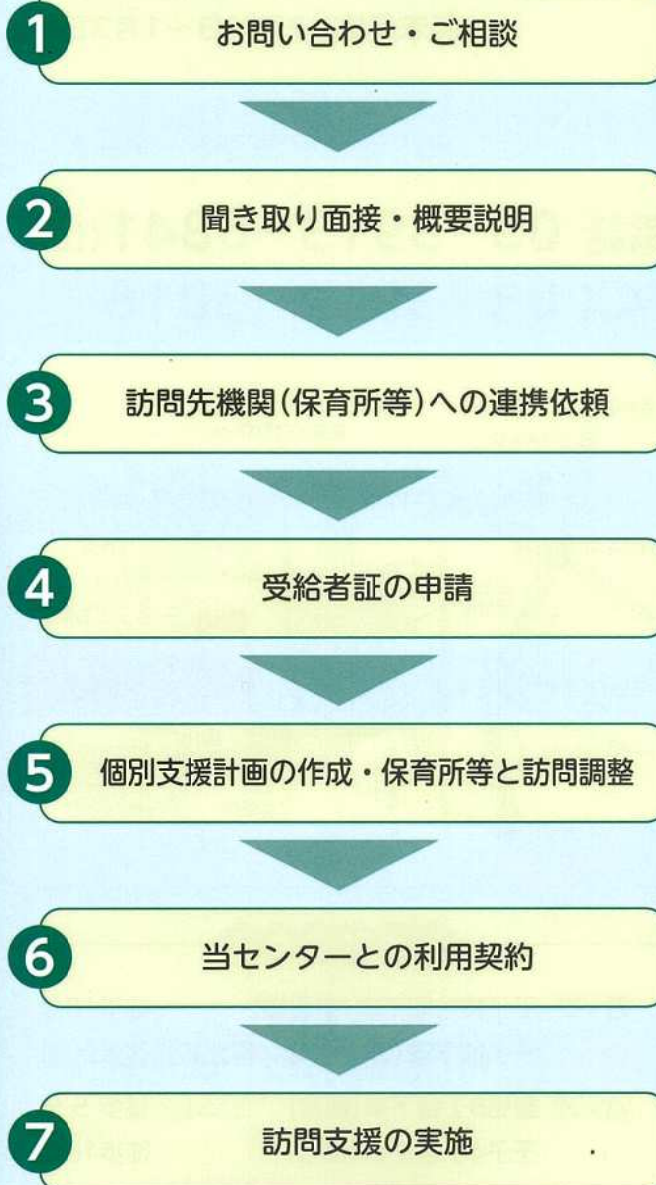 1 お問い合わせ・ご相談
2 聞き取り面接・概要説明
3 訪問先機関(保育所等)への連携依頼
4 受給者証の申請
5 個別支援計画の作成・保育所等と訪問調整
6 当センターとの利用契約
7 訪問支援の実施